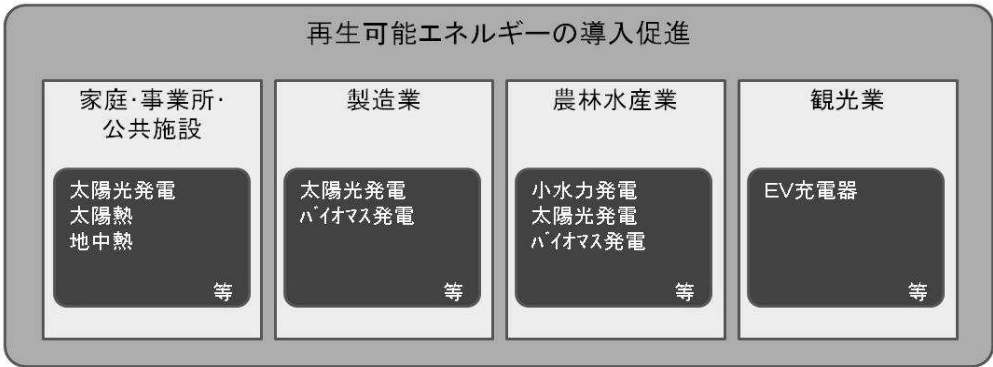 再生可能エネルギーの導入促進
家庭・事業所・
公共施設
太陽光発電
太陽熱
地中熱
等
製造業
太陽光発電
バイオマス発電
等
農林水産業
小水力発電
太陽光発電
バイオマス発電
等
観光業
EV充電器
等